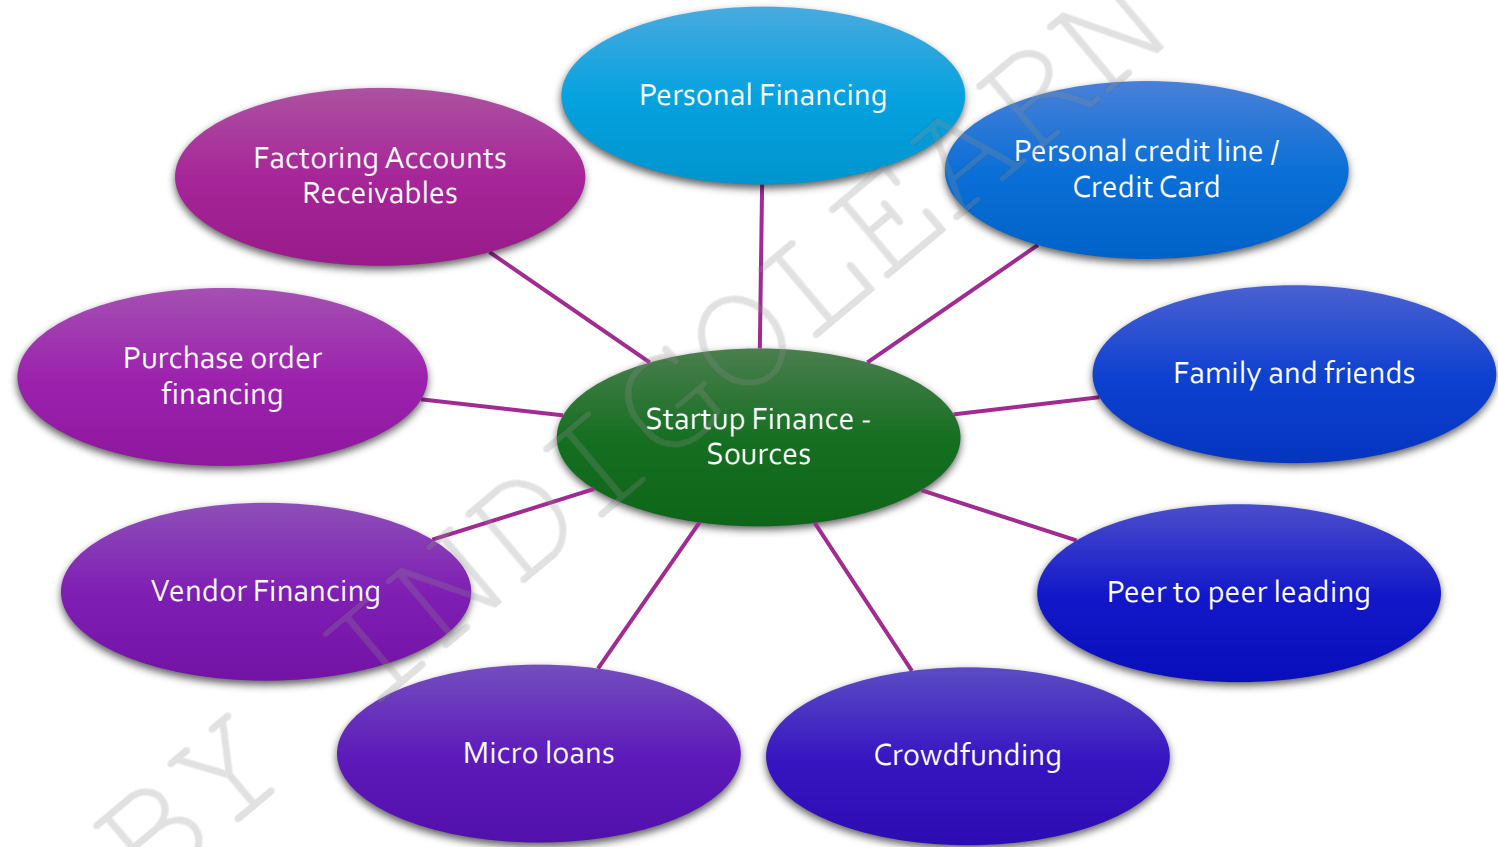 Personal Financing
Personal credit line /
Credit Card
Family and friends
Peer to peer leading
Crowdfunding
Micro loans
Vendor Financing
Purchase order
financing
Factoring Accounts
Receivables
Startup Finance -
Sources
BY INDIGOLEARN